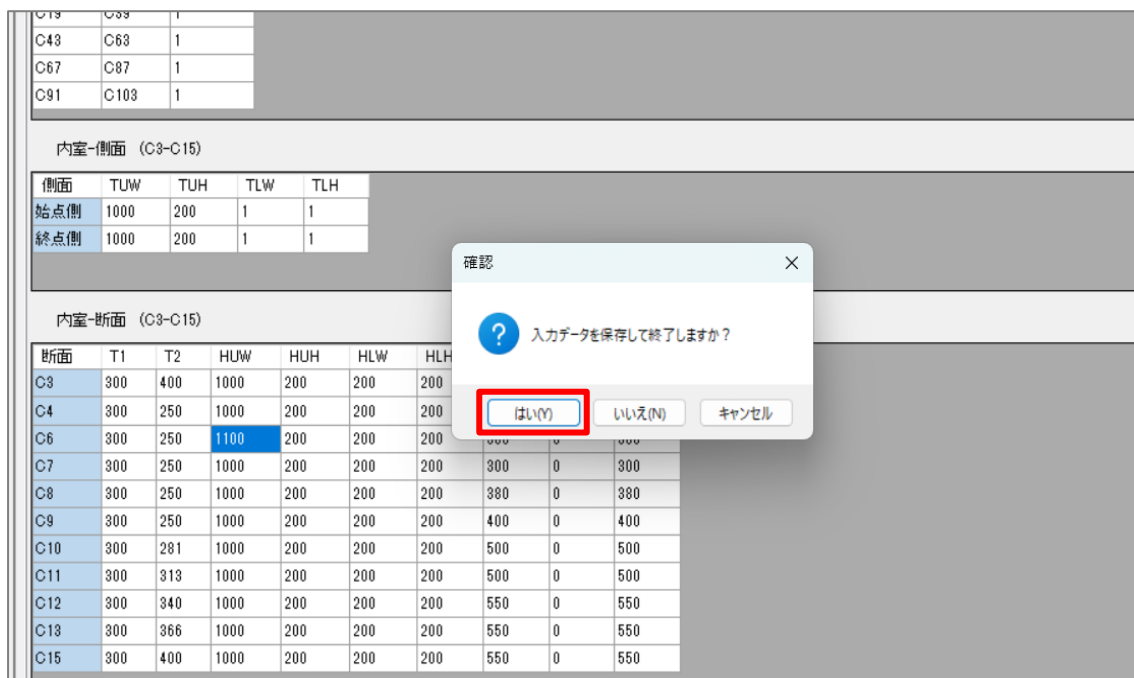 C19 C39 1
C43 C63 1
C67 C87 1
C91 C103 1
内室-側面 (C3-C15)
側面 TUW TUH TLW TLH
始点側 1000 200 1 1
終点側 1000 200 1 1
確認
入力データを保存して終了しますか？
はい(Y) いいえ(N) キャンセル
内室-断面 (C3-C15)
断面 T1 T2 HUW HUH HLW HLH
C3 300 400 1000 200 200 200
C4 300 250 1000 200 200 200
C6 300 250 1100 200 200 200 300 0 300
C7 300 250 1000 200 200 200 300 0 300
C8 300 250 1000 200 200 200 380 0 380
C9 300 250 1000 200 200 200 400 0 400
C10 300 281 1000 200 200 200 500 0 500
C11 300 313 1000 200 200 200 500 0 500
C12 300 340 1000 200 200 200 550 0 550
C13 300 366 1000 200 200 200 550 0 550
C15 300 400 1000 200 200 200 550 0 550